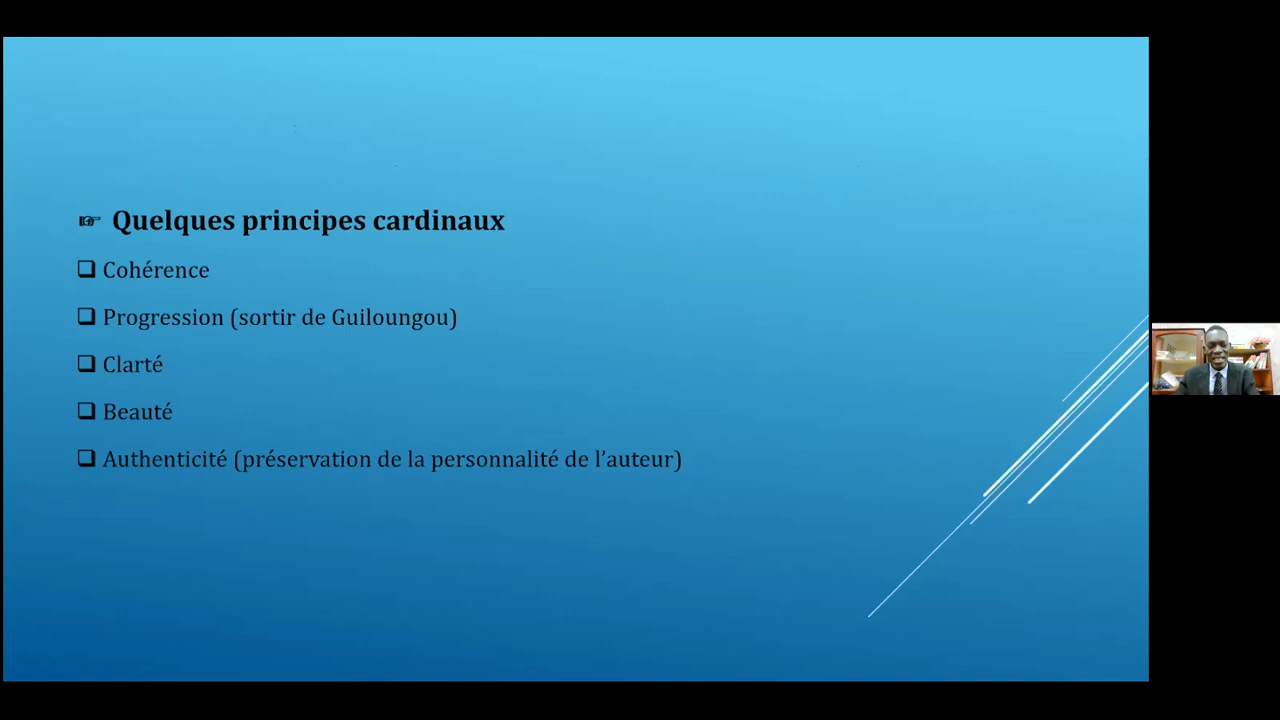 ☞ Quelques principes cardinaux
❑ Cohérence
❑ Progression (sortir de Guiloungou)
❑ Clarté
❑ Beauté
❑ Authenticité (préservation de la personnalité de l’auteur)